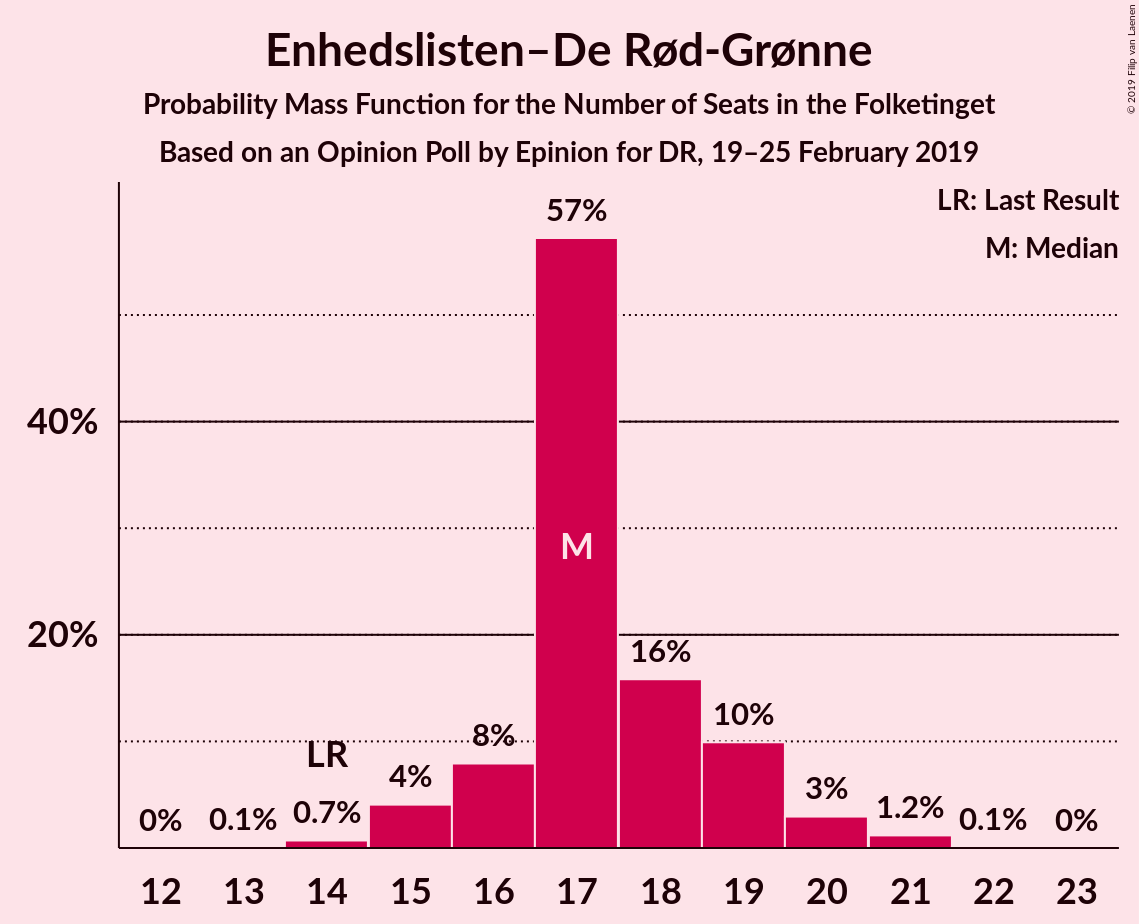 Enhedslisten–De Rød-Grønne
Probability Mass Function for the Number of Seats in the Folketinget
Based on an Opinion Poll by Epinion for DR, 19–25 February 2019
© 2019 Filip van Laenen
LR: Last Result
M: Median
57%
40%
M
20%
16%
10%
8%
LR
4%
3%
1.2%
0.7%
0%
0.1%
0.1%
0%
12 13 14 15 16 17 18 19 20 21 22 23